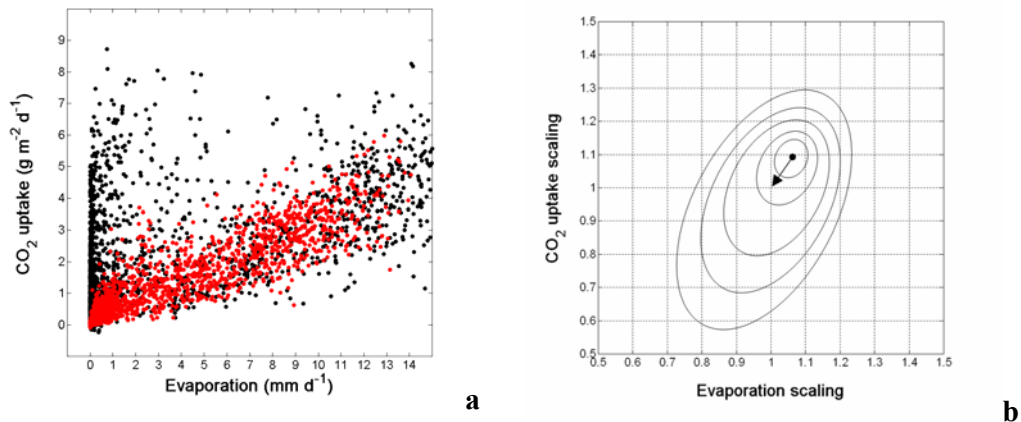 9
8
7
6
5
4
3
2
1
0
CO₂ uptake (g m⁻² d⁻¹)
0 1 2 3 4 5 6 7 8 9 10 11 12 13 14
Evaporation (mm d⁻¹)
a
1.5
1.4
1.3
1.2
1.1
1
0.9
0.8
0.7
0.6
0.5
CO₂ uptake scaling
0.5 0.6 0.7 0.8 0.9 1 1.1 1.2 1.3 1.4 1.5
Evaporation scaling
b